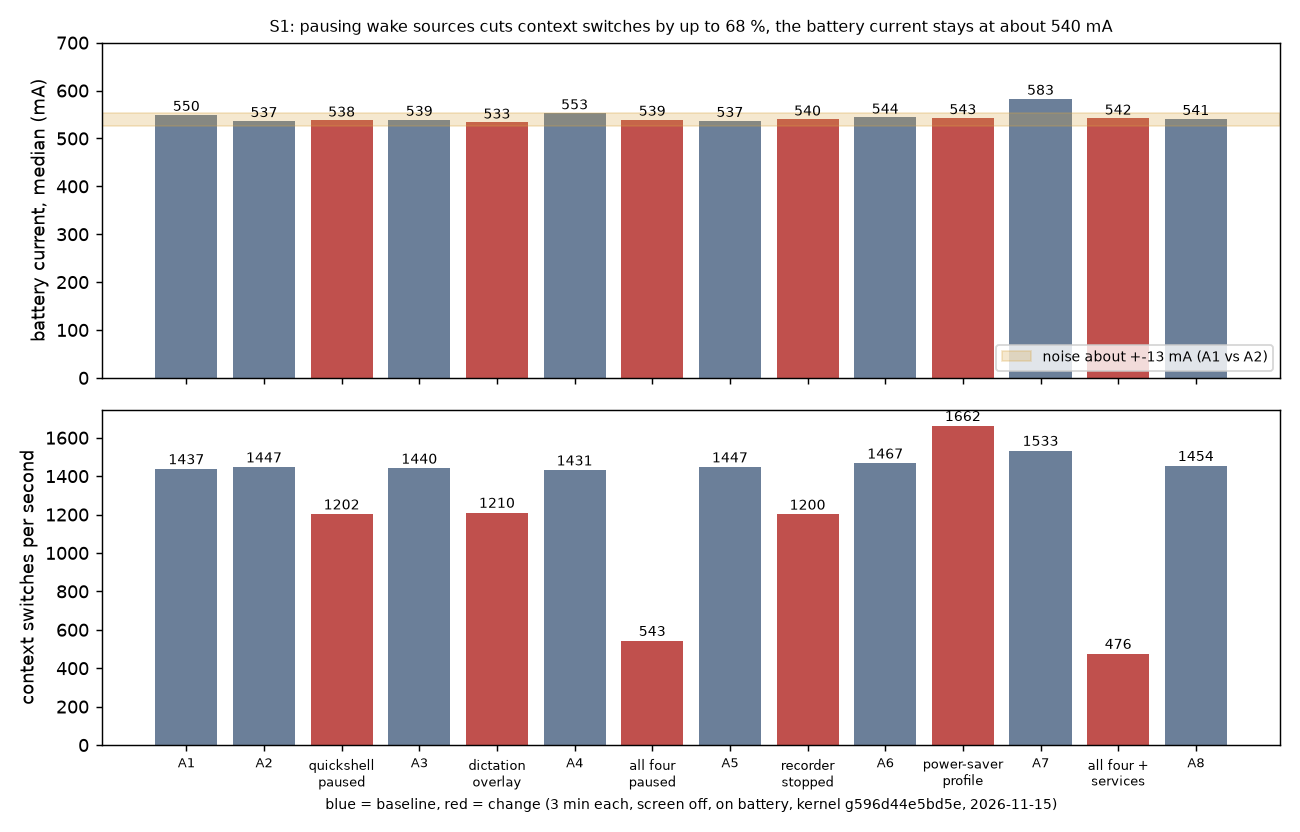 S1: pausing wake sources cuts context switches by up to 68 %, the battery current stays at about 540 mA
battery current, median (mA)
700
600
500
400
300
200
100
0
550
537
538
539
533
553
539
537
540
544
543
583
542
541
noise about +-13 mA (A1 vs A2)
context switches per second
1600
1400
1200
1000
800
600
400
200
0
1437
1447
1202
1440
1210
1431
543
1447
1200
1467
1662
1533
476
1454
A1
A2
quickshell
paused
A3
dictation
overlay
A4
all four
paused
A5
recorder
stopped
A6
power-saver
profile
A7
all four +
services
A8
blue = baseline, red = change (3 min each, screen off, on battery, kernel g596d44e5bd5e, 2026-11-15)